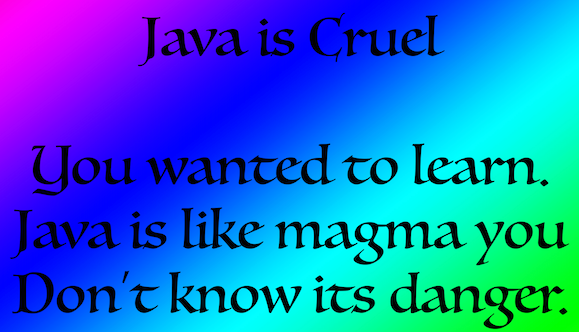 Java is Cruel
You wanted to learn.
Java is like magma you
Don't know its danger.